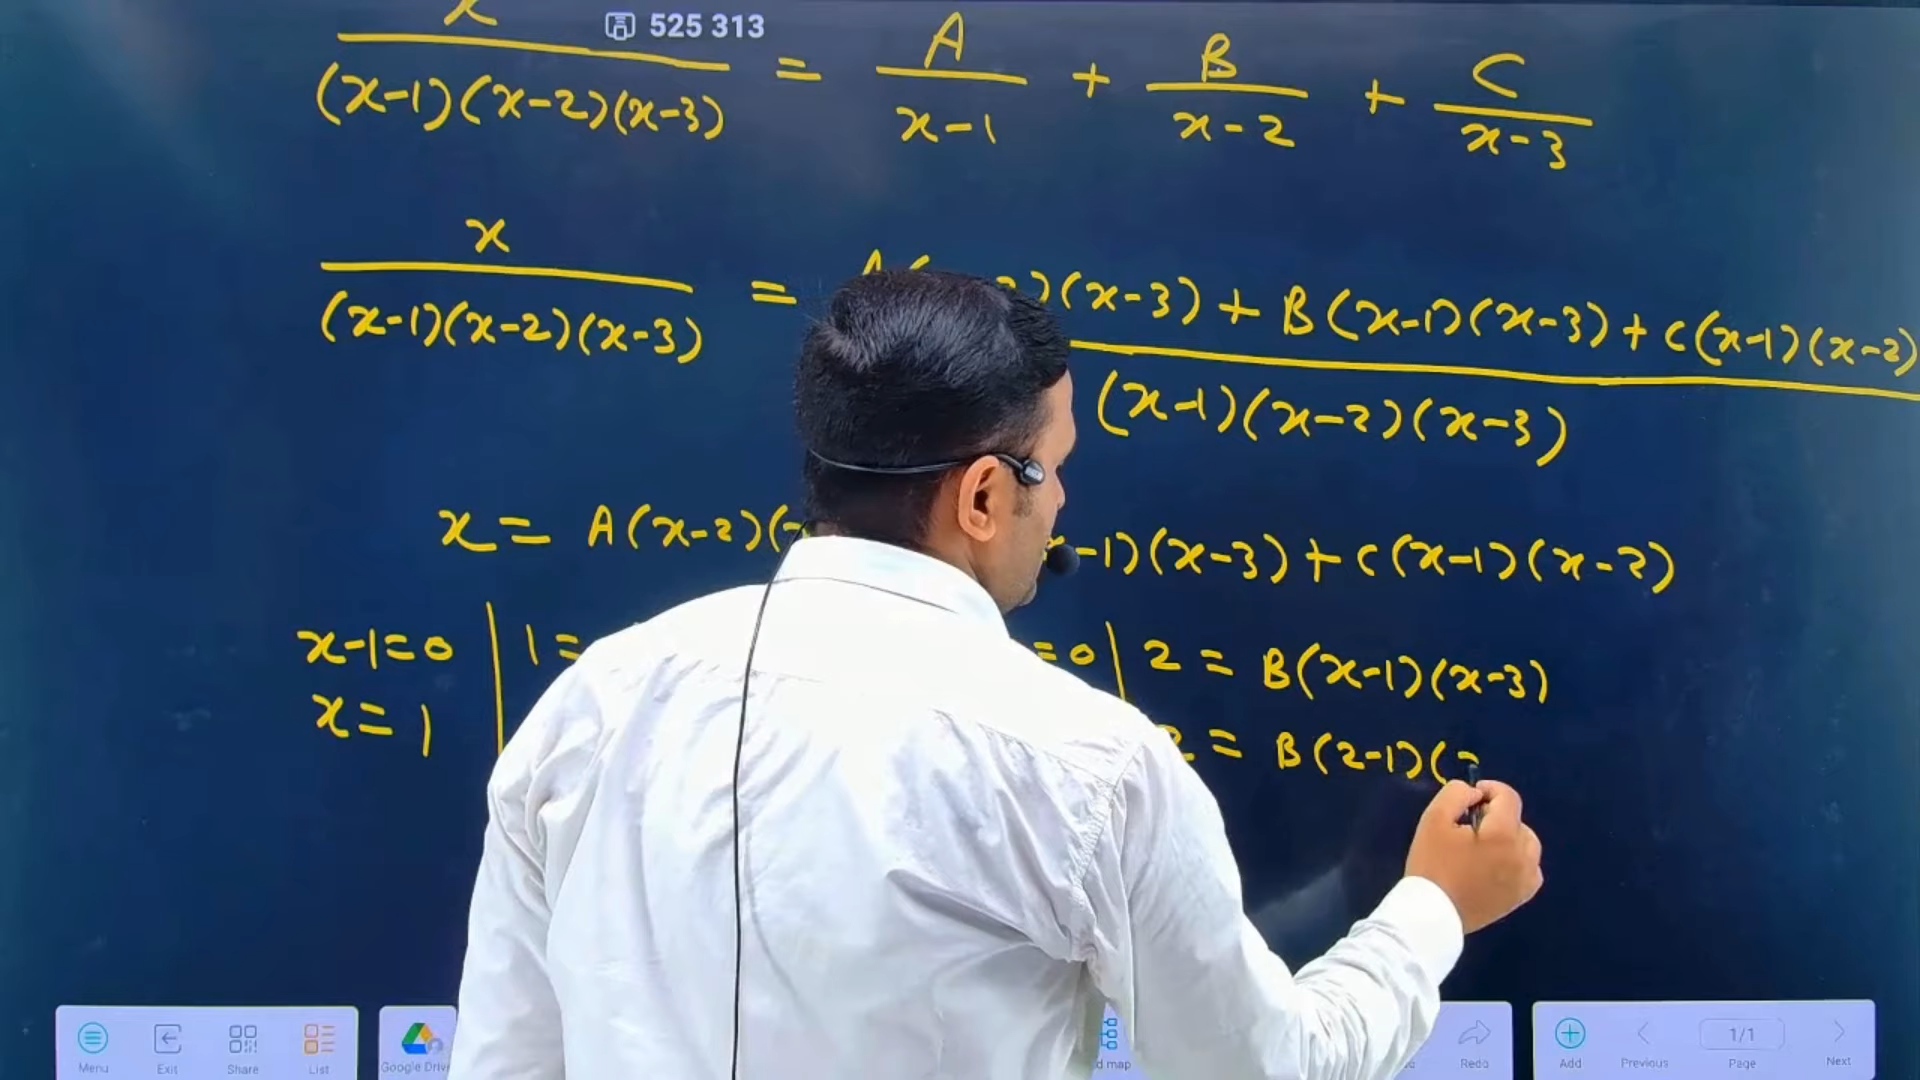 525 313
x/(x-1)(x-2)(x-3) = A/x-1 + B/x-2 + C/x-3
x/(x-1)(x-2)(x-3) = (x-3) + B(x-1)(x-3) + C(x-1)(x-2)/(x-1)(x-2)(x-3)
x = A(x-2)( -1)(x-3) + C(x-1)(x-2)
x-1=0 | 1= =0 | 2 = B(x-1)(x-3)
x=1 2 = B(2-1)(
Menu Exit Share List Google Driv d map Redo Add Previous 1/1 Page Next